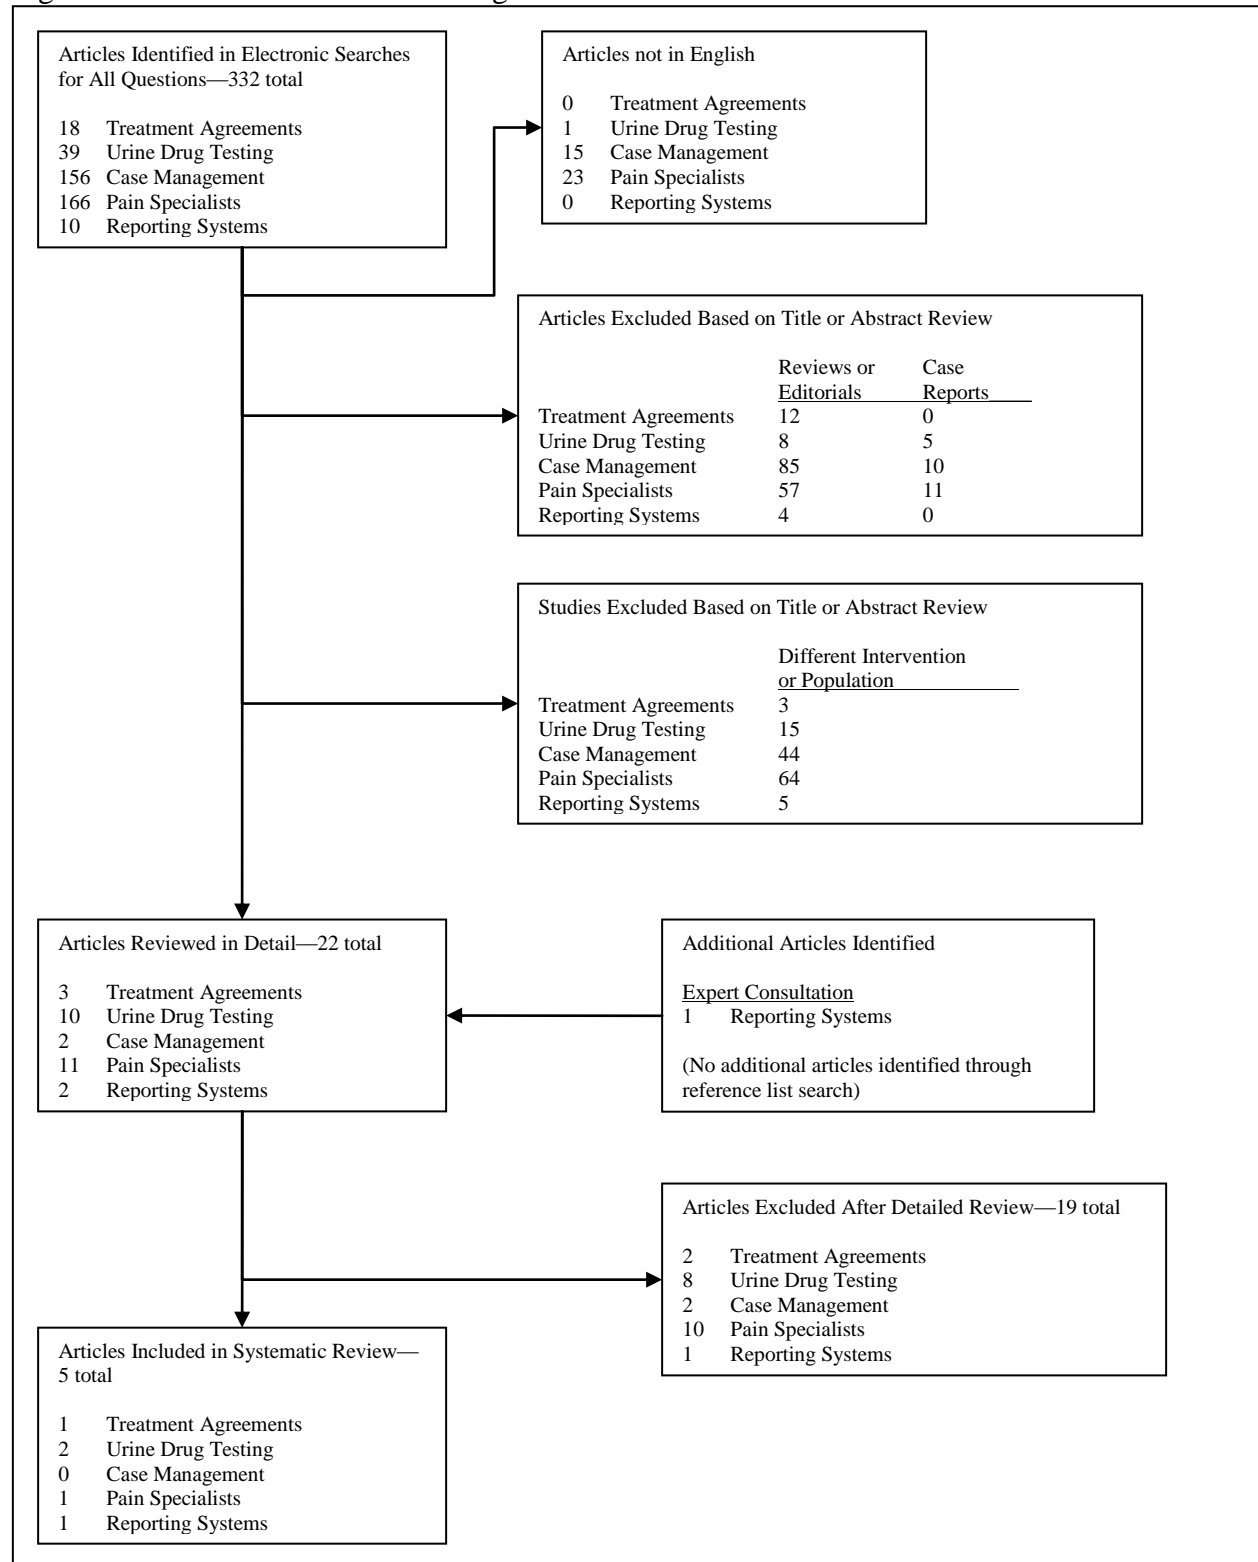 Articles Identified in Electronic Searches
for All Questions—332 total
18 Treatment Agreements
39 Urine Drug Testing
156 Case Management
166 Pain Specialists
10 Reporting Systems
Articles not in English
0 Treatment Agreements
1 Urine Drug Testing
15 Case Management
23 Pain Specialists
0 Reporting Systems
Articles Excluded Based on Title or Abstract Review
Reviews or Case
Editorials Reports____
Treatment Agreements 12 0
Urine Drug Testing 8 5
Case Management 85 10
Pain Specialists 57 11
Reporting Systems 4 0
Studies Excluded Based on Title or Abstract Review
Different Intervention
or Population
Treatment Agreements 3
Urine Drug Testing 15
Case Management 44
Pain Specialists 64
Reporting Systems 5
Articles Reviewed in Detail—22 total
3 Treatment Agreements
10 Urine Drug Testing
2 Case Management
11 Pain Specialists
2 Reporting Systems
Additional Articles Identified
Expert Consultation
1 Reporting Systems
(No additional articles identified through
reference list search)
Articles Excluded After Detailed Review—19 total
2 Treatment Agreements
8 Urine Drug Testing
2 Case Management
10 Pain Specialists
1 Reporting Systems
Articles Included in Systematic Review—
5 total
1 Treatment Agreements
2 Urine Drug Testing
0 Case Management
1 Pain Specialists
1 Reporting Systems